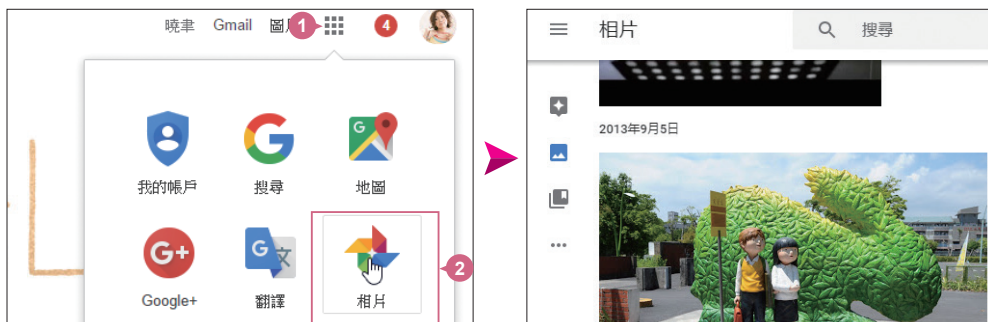 曉聿 Gmail 圖片 1 4
我的帳戶 搜尋 地圖
G+ G 文
Google+ 翻譯 相片 2
相片 搜尋
2013年9月5日